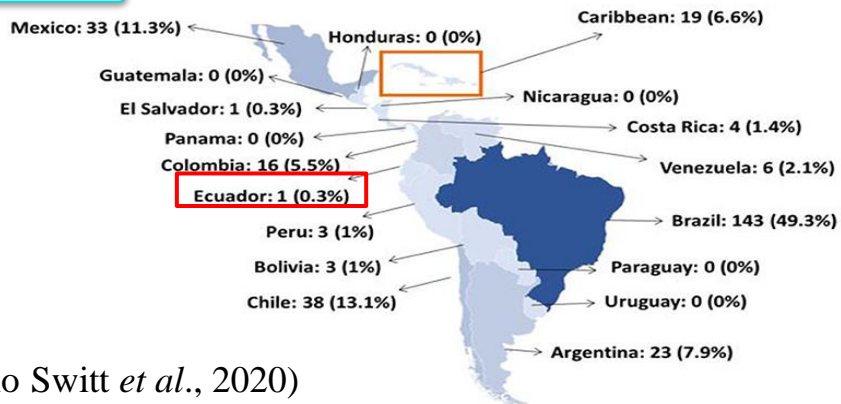 Mexico: 33 (11.3%)
Honduras: 0 (0%)
Caribbean: 19 (6.6%)
Guatemala: 0 (0%)
El Salvador: 1 (0.3%)
Nicaragua: 0 (0%)
Panama: 0 (0%)
Costa Rica: 4 (1.4%)
Colombia: 16 (5.5%)
Venezuela: 6 (2.1%)
Ecuador: 1 (0.3%)
Brazil: 143 (49.3%)
Peru: 3 (1%)
Bolivia: 3 (1%)
Paraguay: 0 (0%)
Chile: 38 (13.1%)
Uruguay: 0 (0%)
Argentina: 23 (7.9%)
Switt et al., 2020)